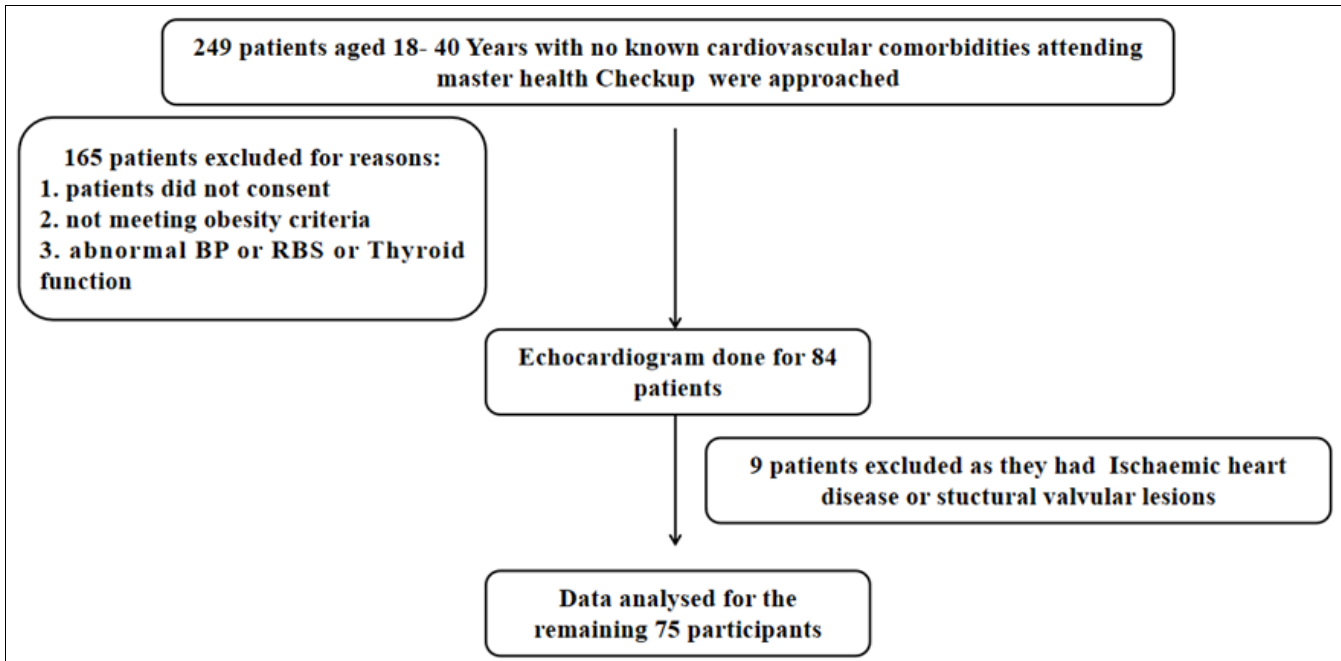 249 patients aged 18- 40 Years with no known cardiovascular comorbidities attending
master health Checkup were approached
165 patients excluded for reasons:
1. patients did not consent
2. not meeting obesity criteria
3. abnormal BP or RBS or Thyroid
function
Echocardiogram done for 84
patients
9 patients excluded as they had Ischaemic heart
disease or stuctural valvular lesions
Data analysed for the
remaining 75 participants